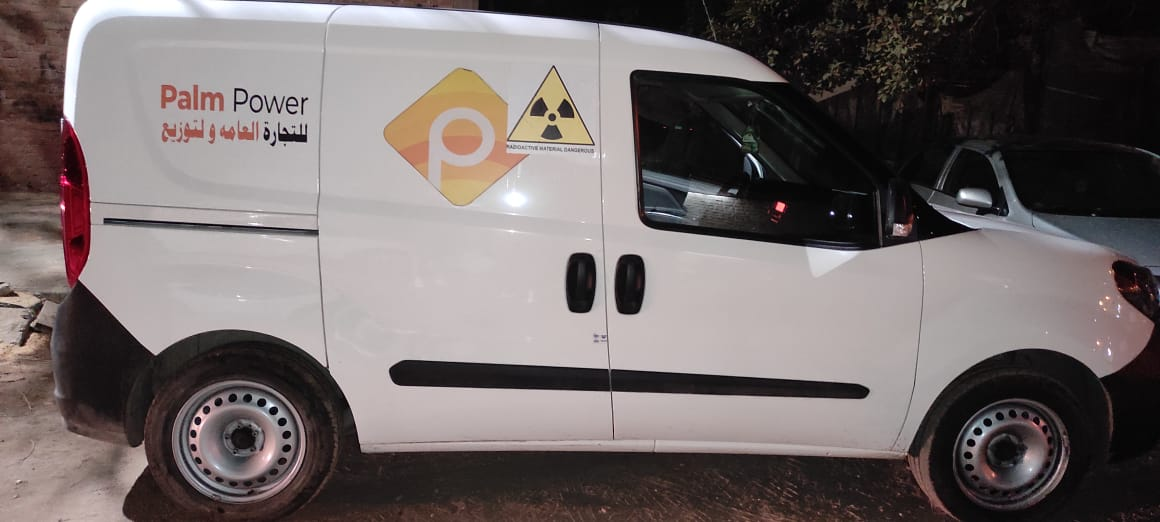 Palm Power
للتجارة العامه و لتوزيع
P
RADIOACTIVE MATERIAL DANGEROUS